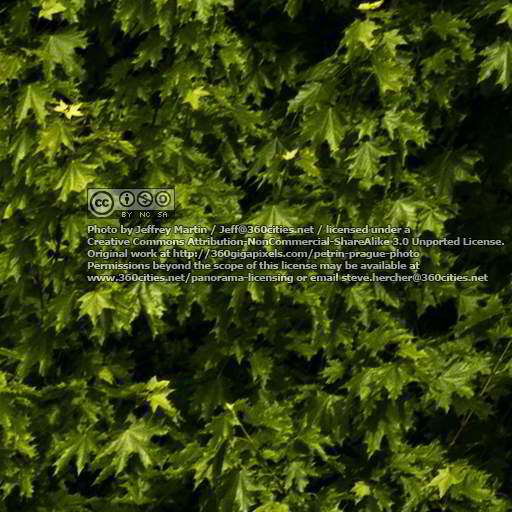 cc
BY NC SA
Photo by Jeffrey Martin / Jeff@360cities.net / licensed under a
Creative Commons Attribution-NonCommercial-ShareAlike 3.0 Unported License.
Original work at http://360gigapixels.com/petrin-prague-photo
Permissions beyond the scope of this license may be available at
www.360cities.net/panorama-licensing or email steve.hercher@360cities.net